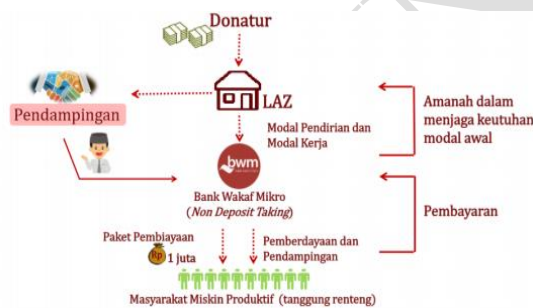 Donatur
LAZ
Pendampingan
Modal Pendirian dan
Modal Kerja
Amanah dalam
menjaga keutuhan
modal awal
bwm
Bank Wakaf Mikro
(Non Deposit Taking)
Pembayaran
Paket Pembiayaan
Rp 1 juta
Pemberdayaan dan
Pendampingan
Masyarakat Miskin Produktif (tanggung renteng)